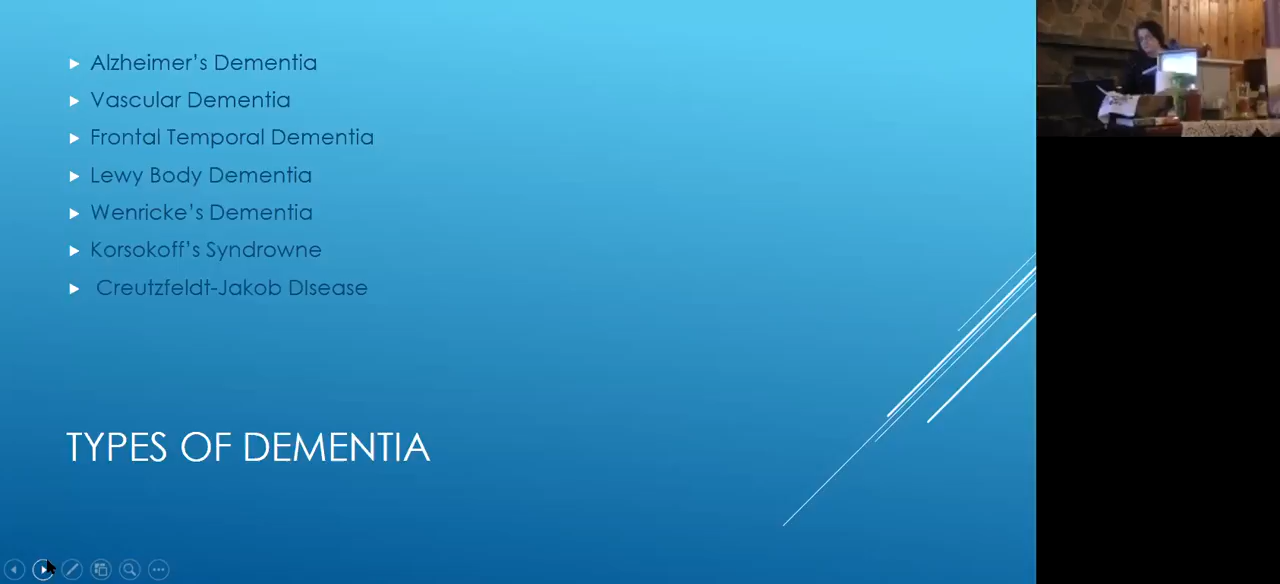 Alzheimer's Dementia
Vascular Dementia
Frontal Temporal Dementia
Lewy Body Dementia
Wenricke's Dementia
Korsokoff's Syndrowne
Creutzfeldt-Jakob DIsease
TYPES OF DEMENTIA